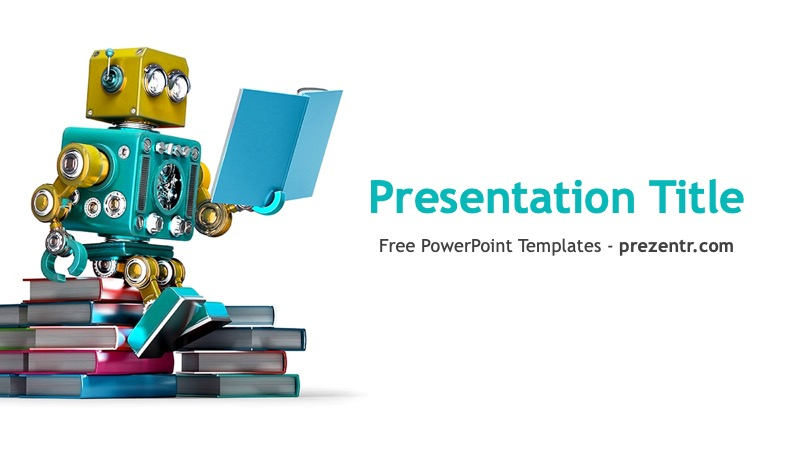 Presentation Title
Free PowerPoint Templates - prezentr.com